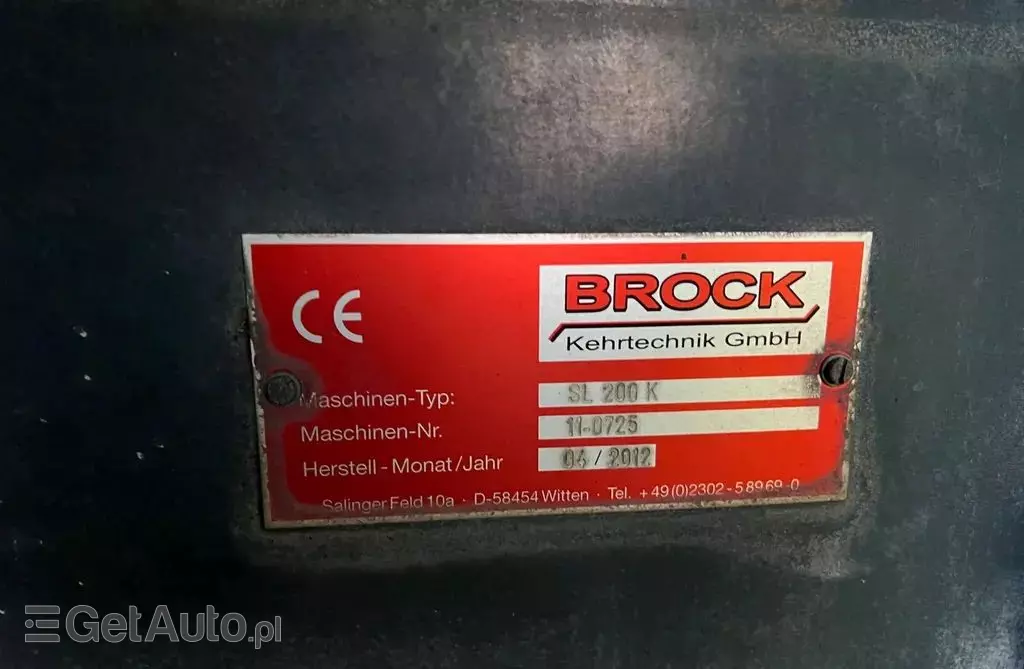 CE
BROCK
Kehrtechnik GmbH
Maschinen-Typ: SL 200 K
Maschinen-Nr. 11-0725
Herstell-Monat/Jahr 04/2012
Salinger Feld 10a · D-58454 Witten · Tel. +49(0)2302-58969-0
GetAuto.pl